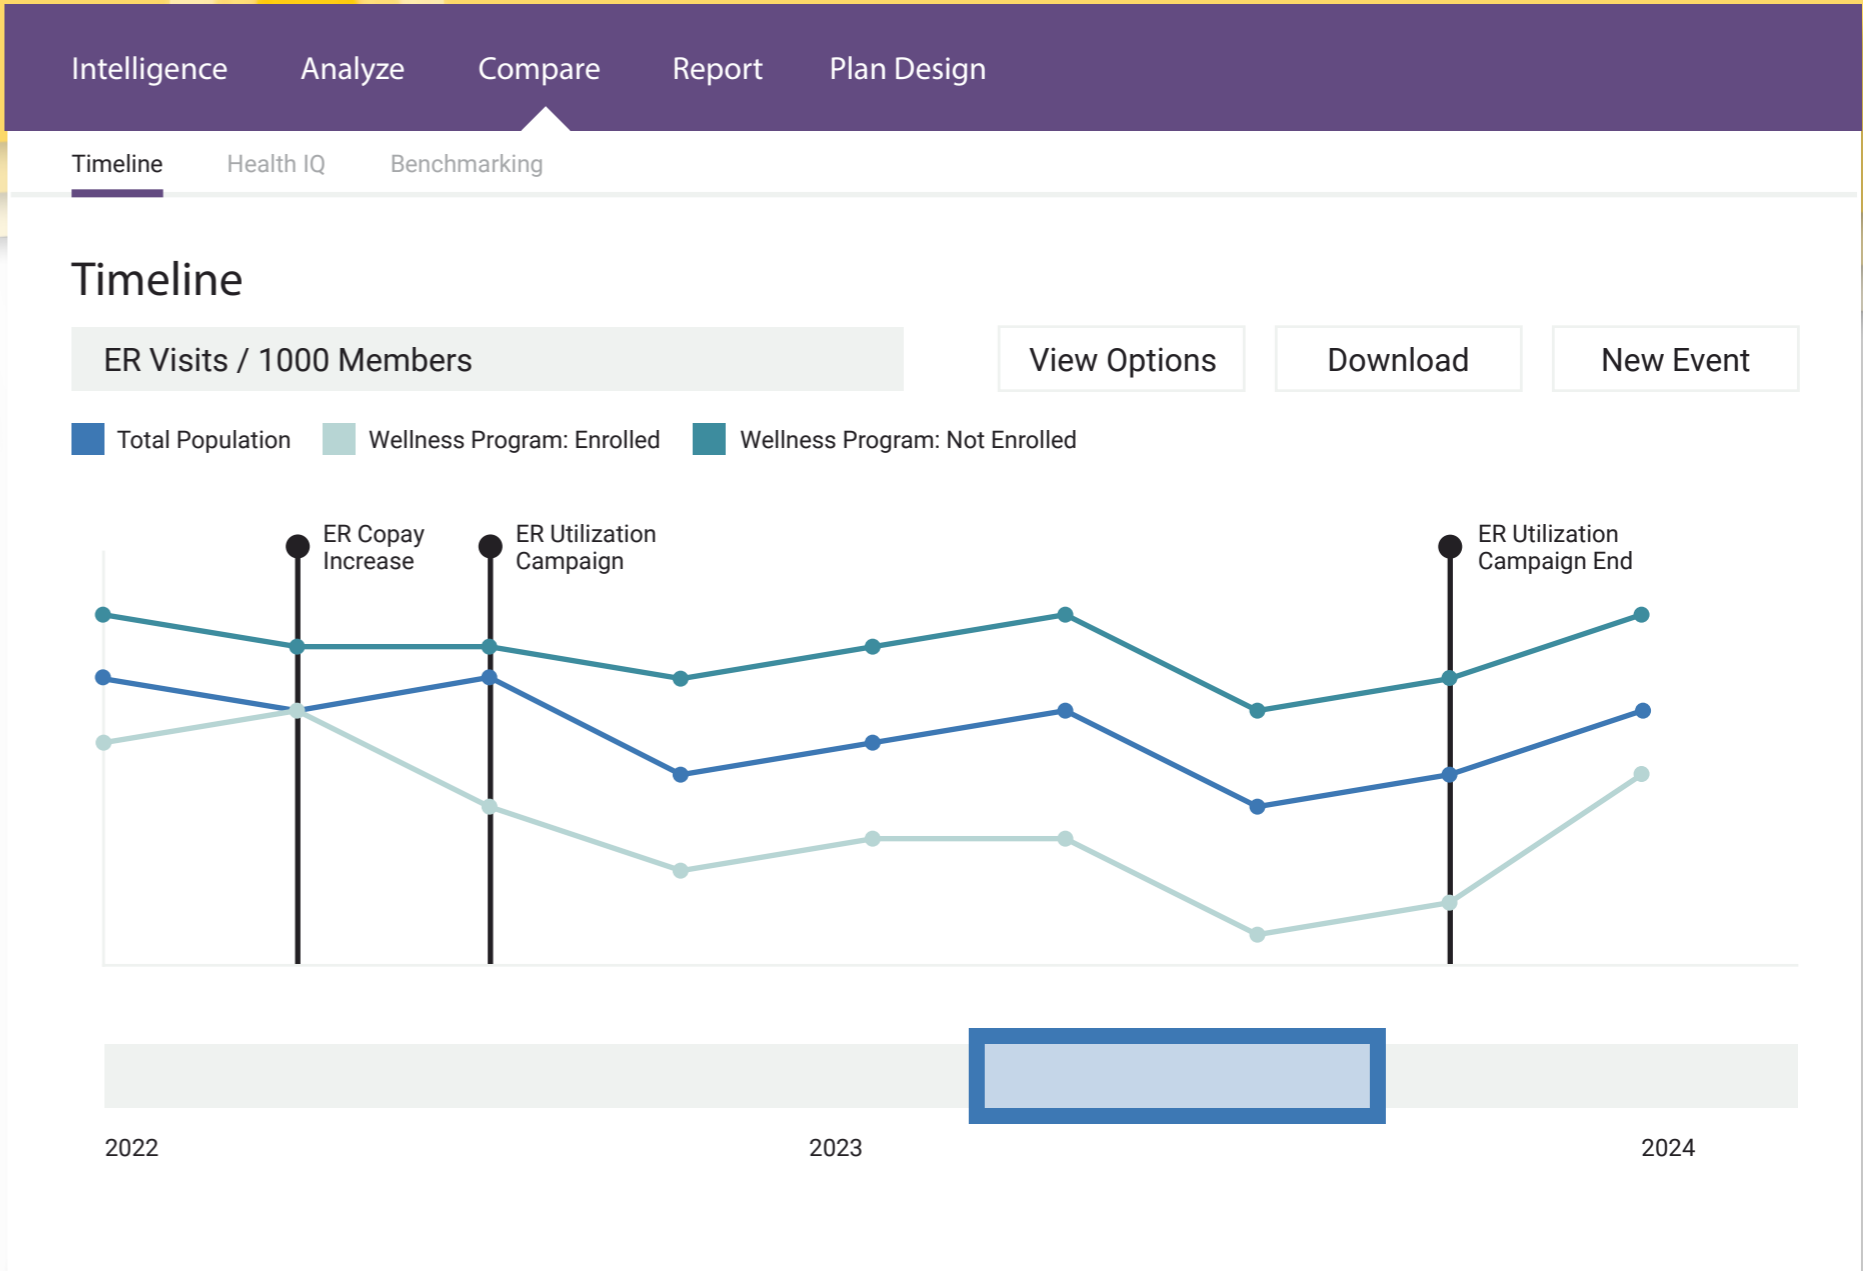 Intelligence Analyze Compare Report Plan Design
Timeline Health IQ Benchmarking
Timeline
ER Visits / 1000 Members
View Options Download New Event
Total Population Wellness Program: Enrolled Wellness Program: Not Enrolled
ER Copay
Increase
ER Utilization
Campaign
ER Utilization
Campaign End
2022 2023 2024